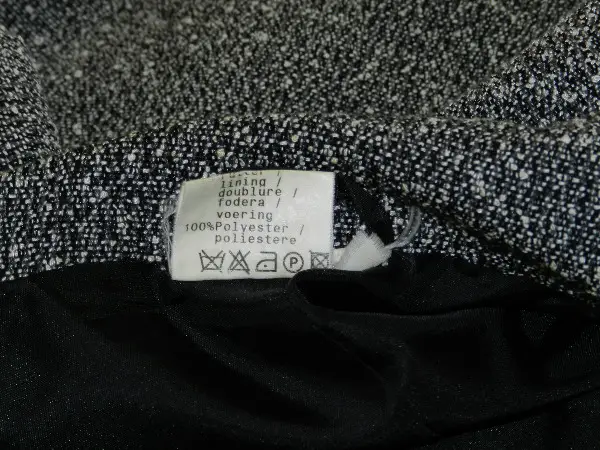 lining /
doublure /
fodera /
voering
100%Polyester /
poliestere
P